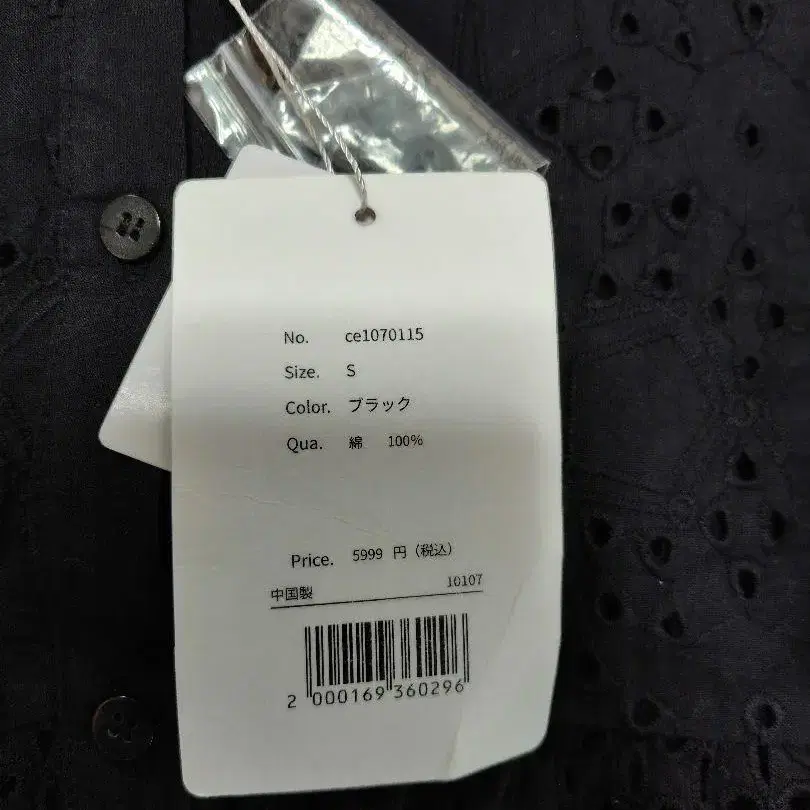 No. ce1070115
Size. S
Color. ブラック
Qua. 綿 100%
Price. 5999 円（税込）
中国製 10107
2 000169 360296